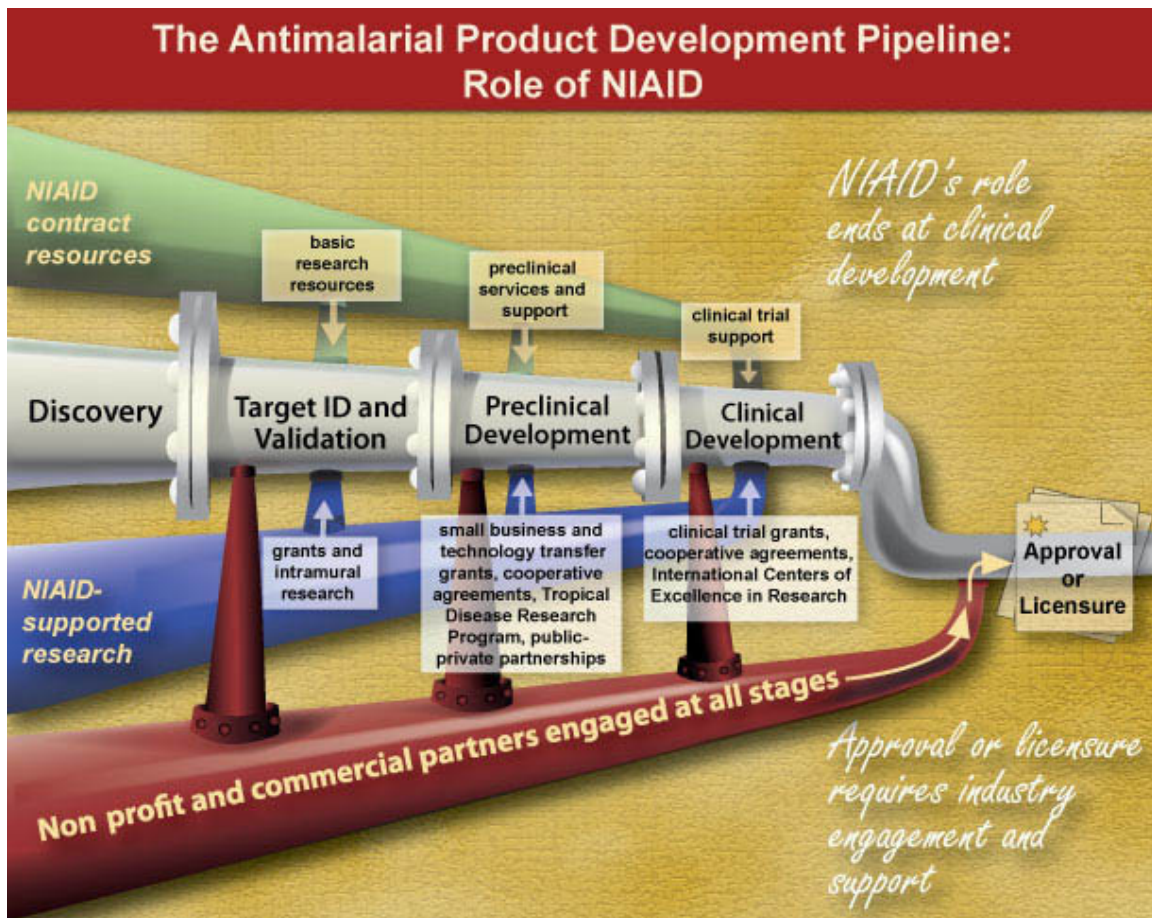 The Antimalarial Product Development Pipeline:
Role of NIAID
NIAID
contract
resources
NIAID's role
ends at clinical
development
basic
research
resources
preclinical
services and
support
clinical trial
support
Discovery
Target ID and
Validation
Preclinical
Development
Clinical
Development
grants and
intramural
research
small business and
technology transfer
grants, cooperative
agreements, Tropical
Disease Research
Program, public-
private partnerships
clinical trial grants,
cooperative agreements,
International Centers of
Excellence in Research
Approval
or
Licensure
NIAID-
supported
research
Non profit and commercial partners engaged at all stages
Approval or licensure
requires industry
engagement and
support